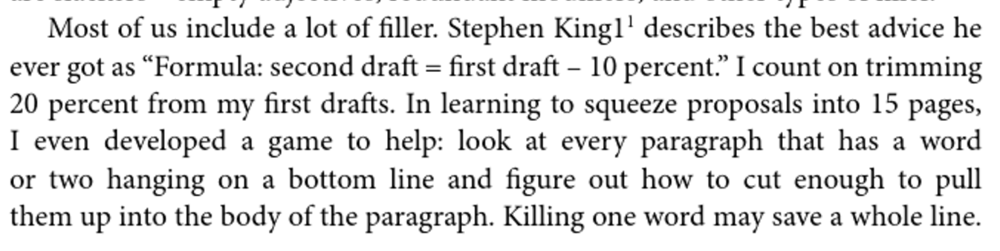 Most of us include a lot of filler. Stephen King1¹ describes the best advice he
ever got as “Formula: second draft = first draft – 10 percent.” I count on trimming
20 percent from my first drafts. In learning to squeeze proposals into 15 pages,
I even developed a game to help: look at every paragraph that has a word
or two hanging on a bottom line and figure out how to cut enough to pull
them up into the body of the paragraph. Killing one word may save a whole line.